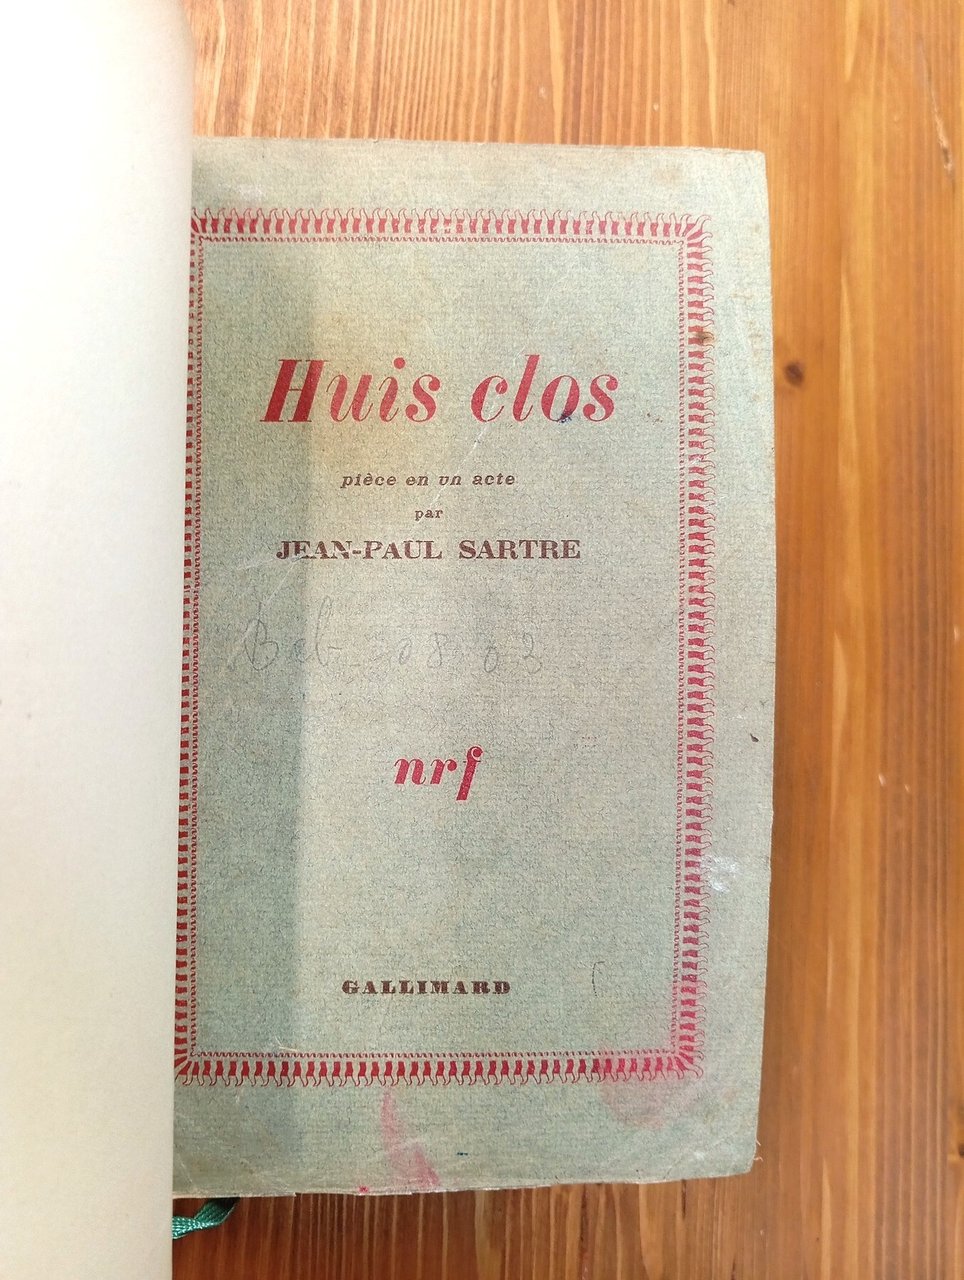 Huis clos
pièce en un acte
par
JEAN-PAUL SARTRE
nrf
GALLIMARD